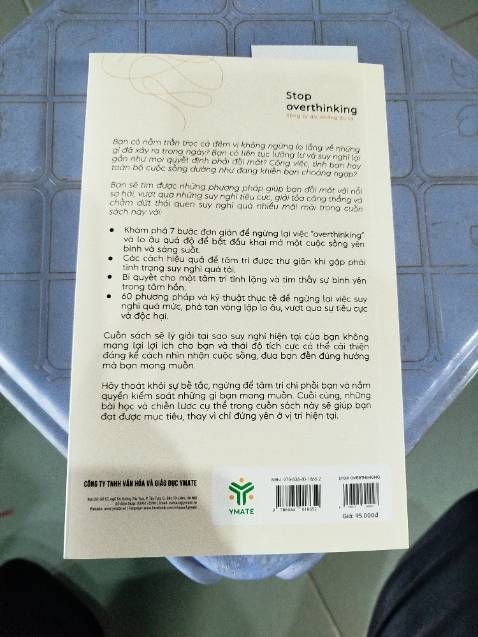 Stop
overthinking
Sống tự do, không âu lo
Bạn có nằm trằn trọc cả đêm vì không ngừng lo lắng về những
gì đã xảy ra trong ngày? Bạn có liên tục lưỡng lự và suy nghĩ lại
gần như mọi quyết định phải đối mặt? Công việc, tình bạn hay
toàn bộ cuộc sống dường như đang khiến bạn choáng ngợp?
Bạn sẽ tìm được những phương pháp giúp bạn đối mặt với nỗi
sợ hãi, vượt qua những suy nghĩ tiêu cực, giải tỏa căng thẳng và
chấm dứt thói quen suy nghĩ quá nhiều mãi mãi trong cuốn
sách này với:
• Khám phá 7 bước đơn giản để ngừng lại việc "overthinking"
và lo âu quá độ để bắt đầu khai mở một cuộc sống yên
bình và sáng suốt.
• Các cách hiệu quả để tâm trí được thư giãn khi gặp phải
tình trạng suy nghĩ quá tải.
• Bí quyết cho một tâm trí tĩnh lặng và tìm thấy sự bình yên
trong tâm hồn.
• 60 phương pháp và kỹ thuật thực tế để ngừng lại việc suy
nghĩ quá mức, phá tan vòng lặp lo âu, vượt qua sự tiêu cực
và độc hại.
Cuốn sách sẽ lý giải tại sao suy nghĩ hiện tại của bạn không
mang lại lợi ích cho bạn và thái độ tích cực có thể cải thiện
đáng kể cách nhìn nhận cuộc sống, đưa bạn đến đúng hướng
mà bạn mong muốn.
Hãy thoát khỏi sự bế tắc, ngừng để tâm trí chi phối bạn và nắm
quyền kiểm soát những gì bạn mong muốn. Cuối cùng, những
bài học và chiến lược cụ thể trong cuốn sách này sẽ giúp bạn
đạt được mục tiêu, thay vì chỉ đứng yên ở vị trí hiện tại.
CÔNG TY TNHH VĂN HÓA VÀ GIÁO DỤC YMATE
YMATE
ISBN:
STOP OVERTHINKING
Giá: 95.000đ